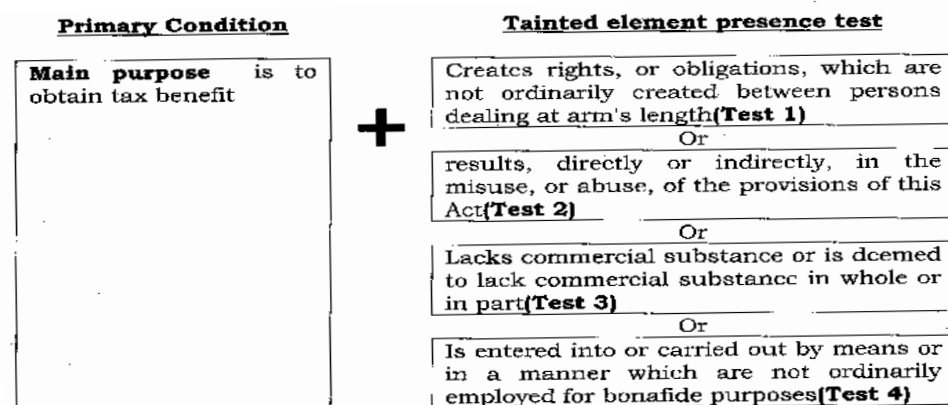 Primary Condition
Main purpose is to
obtain tax benefit
+
Tainted element presence test
Creates rights, or obligations, which are
not ordinarily created between persons
dealing at arm's length(Test 1)
Or
results, directly or indirectly, in the
misuse, or abuse, of the provisions of this
Act(Test 2)
Or
Lacks commercial substance or is deemed
to lack commercial substance in whole or
in part(Test 3)
Or
Is entered into or carried out by means or
in a manner which are not ordinarily
employed for bonafide purposes(Test 4)